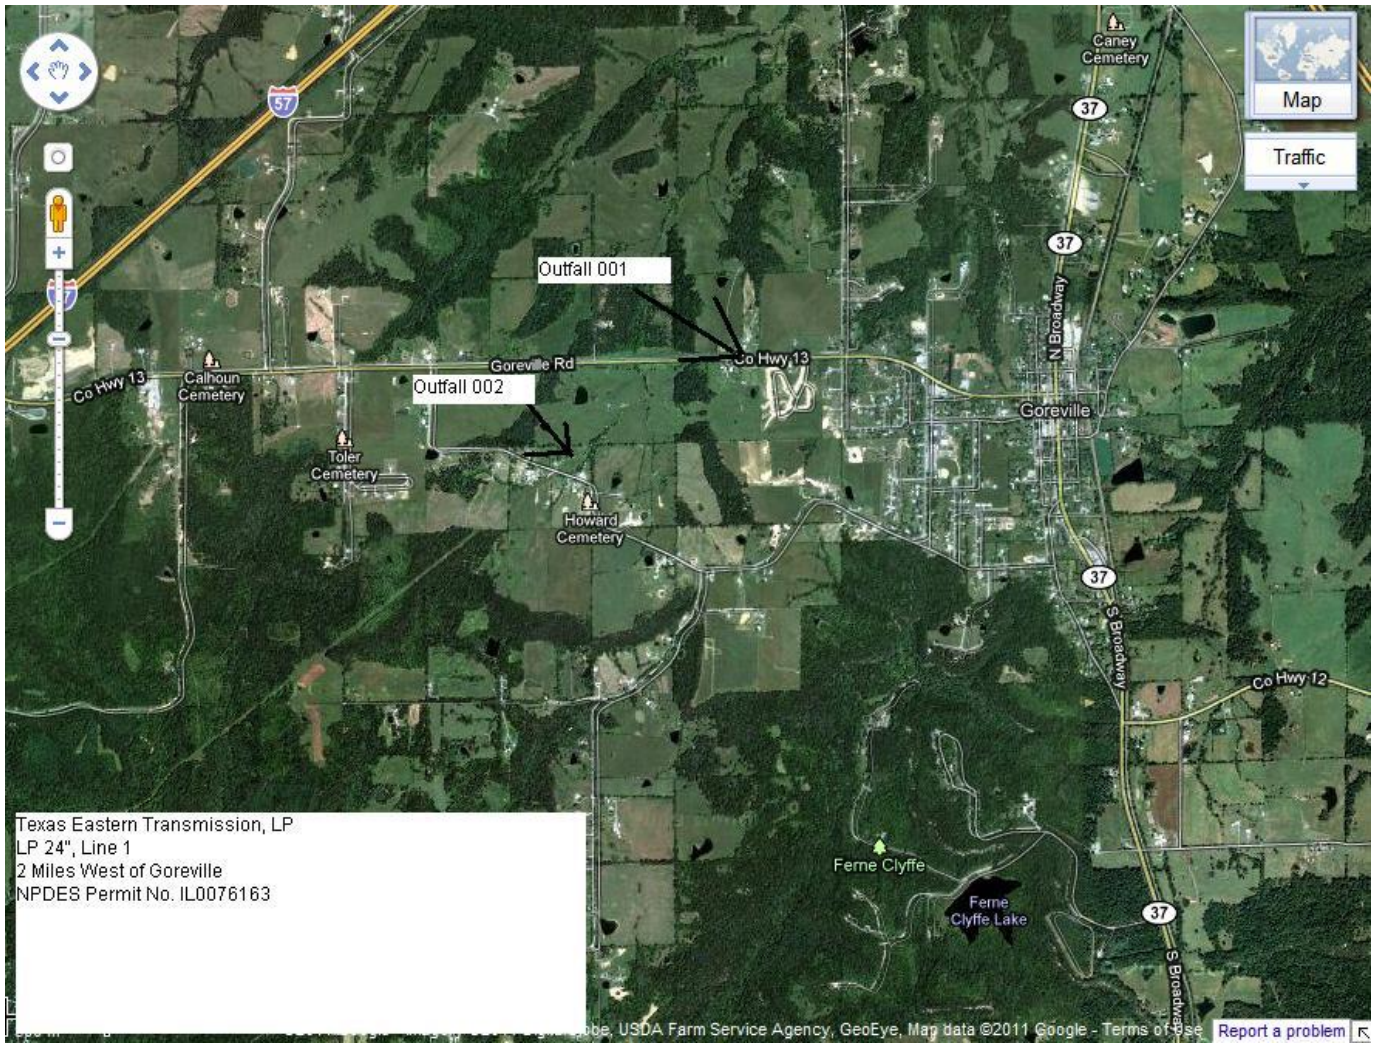 Caney
Cemetery
Map
57
37
Traffic
37
N Broadway
Outfall 001
Co Hwy 13
Goreville Rd
Calhoun
Cemetery
Co Hwy 13
Outfall 002
Goreville
Toler
Cemetery
Howard
Cemetery
37
S Broadway
Co Hwy 12
Texas Eastern Transmission, LP
LP 24", Line 1
2 Miles West of Goreville
NPDES Permit No. IL0076163
Ferne Clyffe
Ferne
Clyffe Lake
37
S Broadway
USDA Farm Service Agency, GeoEye, Map data ©2011 Google - Terms of Use
Report a problem